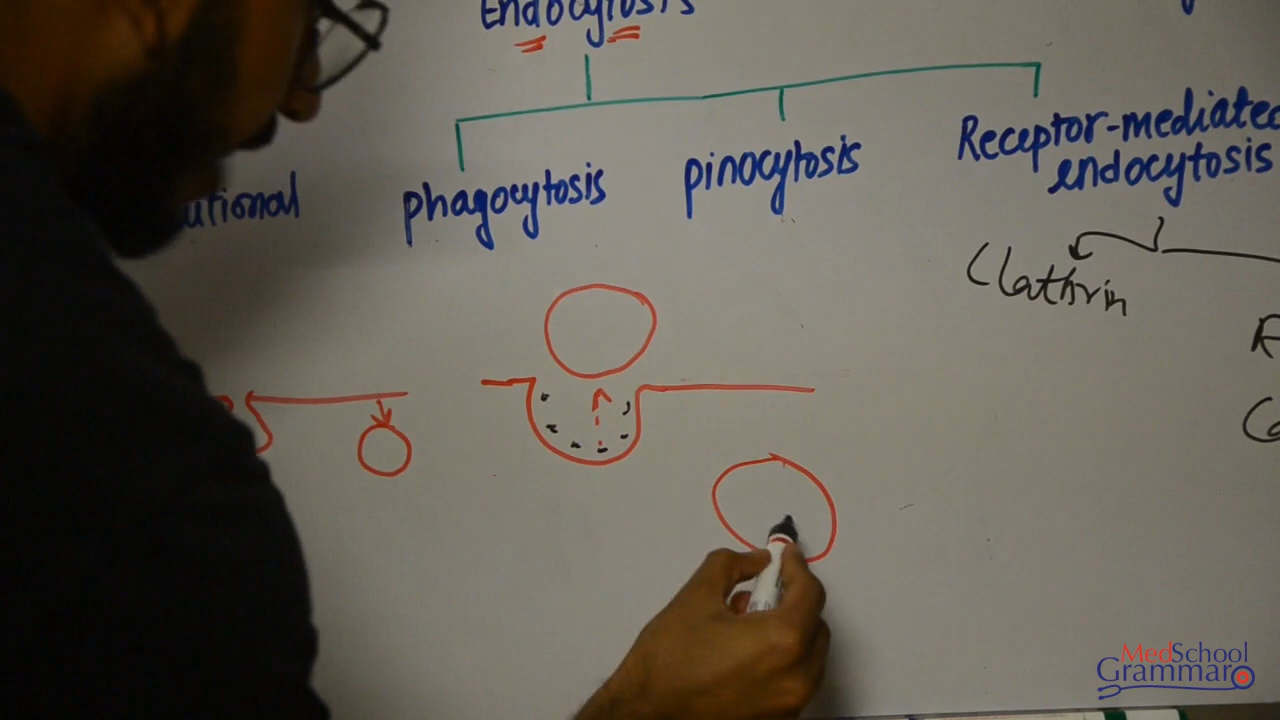 Endocytosis
phagocytosis
pinocytosis
Receptor-mediated
endocytosis
Clathrin
MedSchool
Grammar